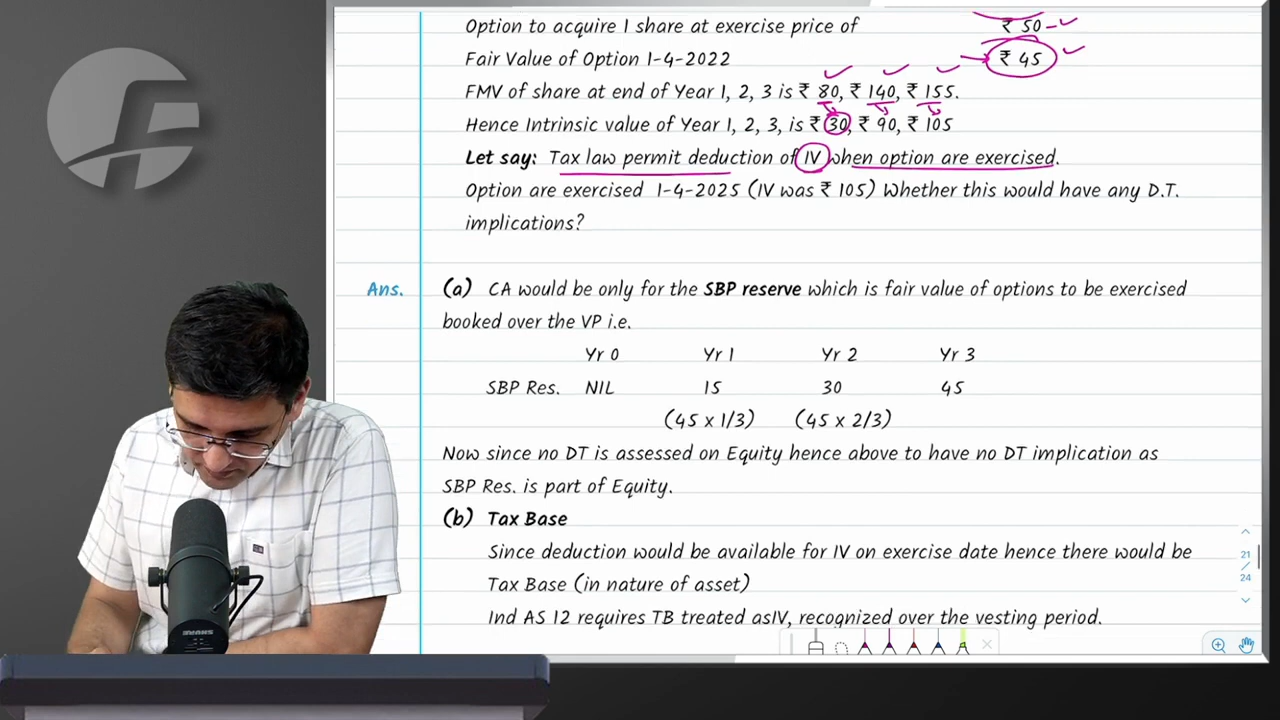 Option to acquire 1 share at exercise price of ₹ 50
Fair Value of Option 1-4-2022 ₹ 45
FMV of share at end of Year 1, 2, 3 is ₹ 80, ₹ 140, ₹ 155.
Hence Intrinsic value of Year 1, 2, 3, is ₹ 30, ₹ 90, ₹ 105
Let say: Tax law permit deduction of IV when option are exercised.
Option are exercised 1-4-2025 (IV was ₹ 105) Whether this would have any D.T.
implications?
Ans. (a) CA would be only for the SBP reserve which is fair value of options to be exercised
booked over the VP i.e.
Yr 0 Yr 1 Yr 2 Yr 3
SBP Res. NIL 15 30 45
(45 x 1/3) (45 x 2/3)
Now since no DT is assessed on Equity hence above to have no DT implication as
SBP Res. is part of Equity.
(b) Tax Base
Since deduction would be available for IV on exercise date hence there would be
Tax Base (in nature of asset)
Ind AS 12 requires TB treated asIV, recognized over the vesting period.
21
/
24